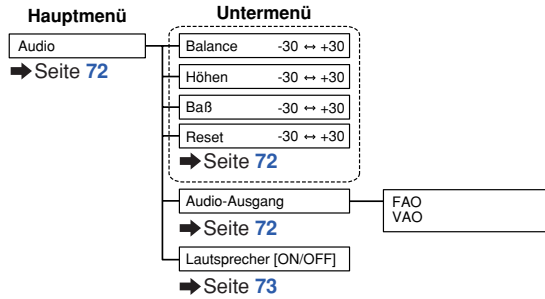 Hauptmenü Untermenü
Audio
➡ Seite 72
Balance -30 ↔ +30
Höhen -30 ↔ +30
Baß -30 ↔ +30
Reset -30 ↔ +30
➡ Seite 72
Audio-Ausgang
➡ Seite 72
FAO
VAO
Lautsprecher [ON/OFF]
➡ Seite 73